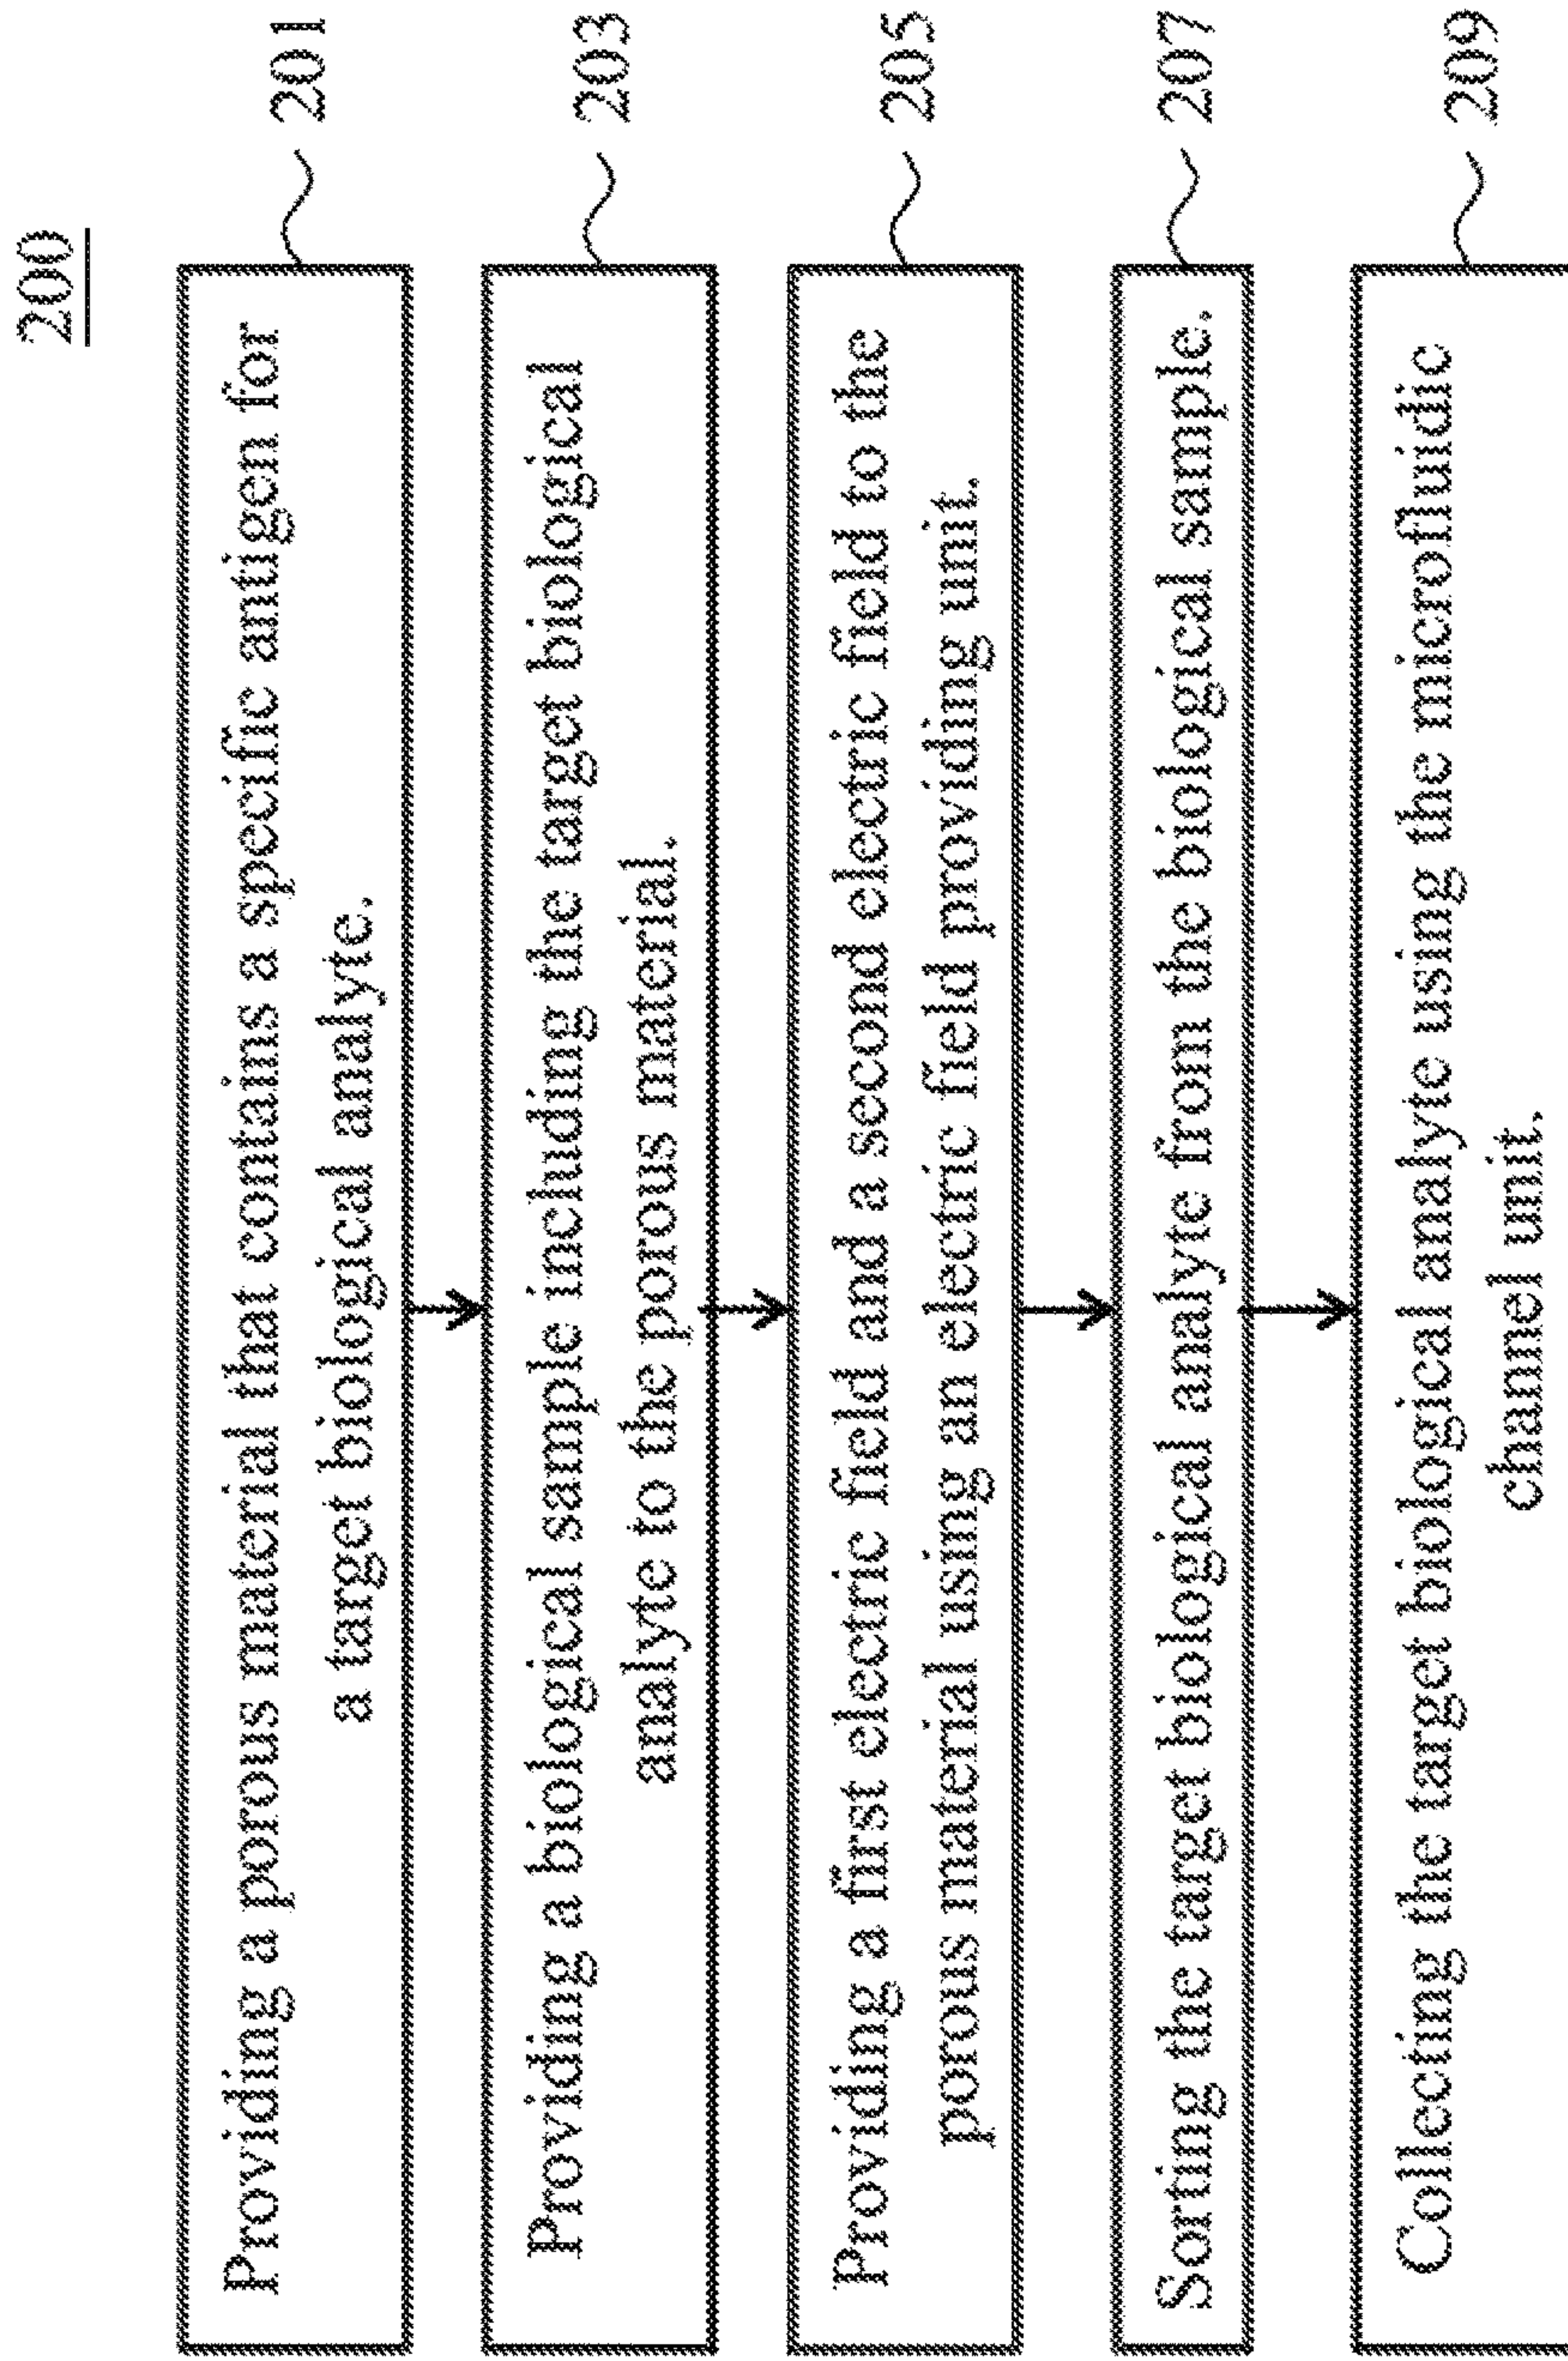 200
Providing a porous material that contains a specific antigen for
a target biological analyte.
201
Providing a biological sample including the target biological
analyte to the porous material.
203
Providing a first electric field and a second electric field to the
porous material using an electric field providing unit.
205
Sorting the target biological analyte from the biological sample.
207
Collecting the target biological analyte using the microfluidic
channel unit.
209